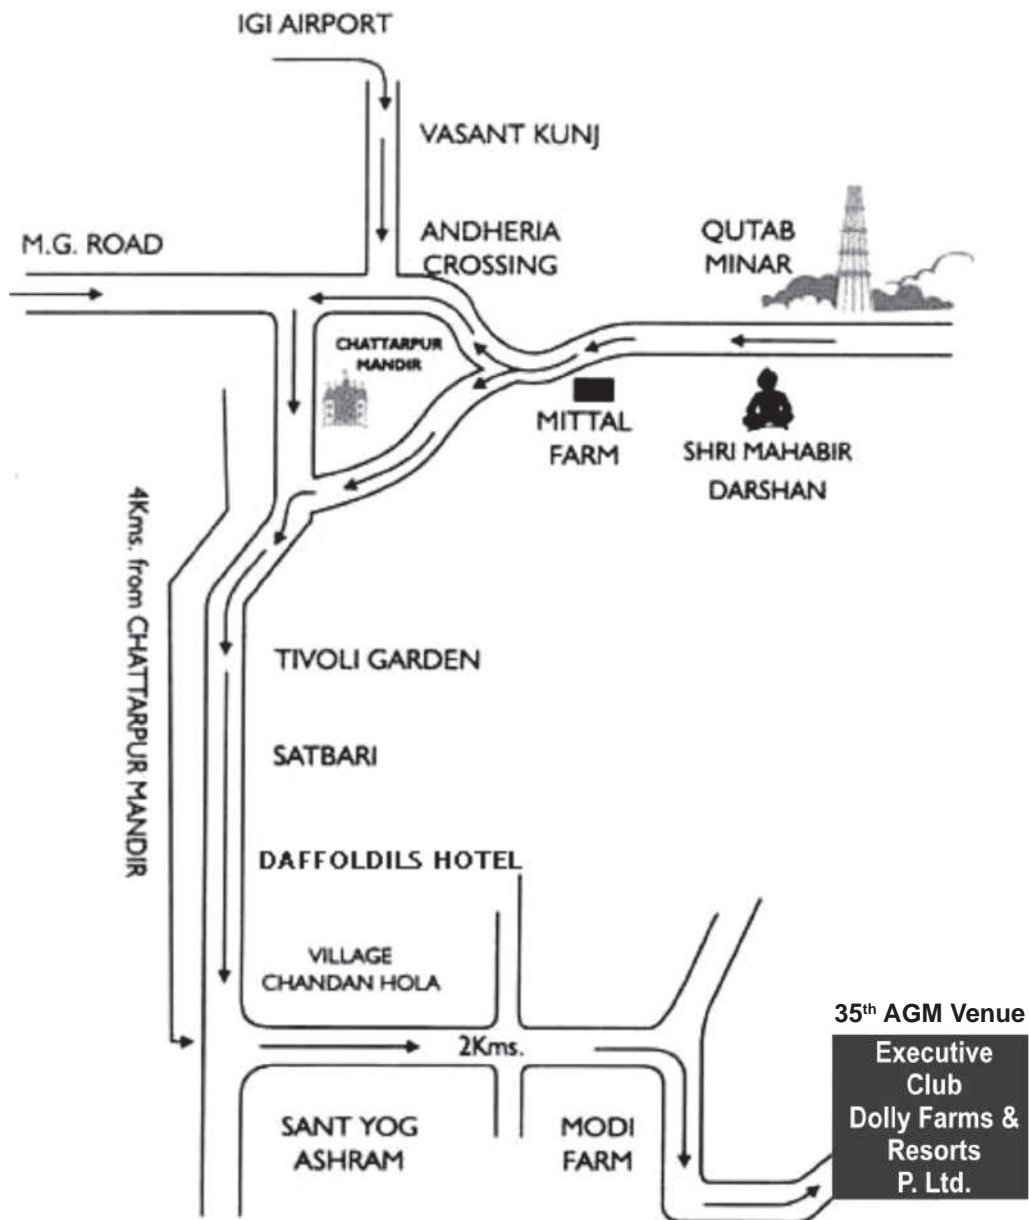 IGI AIRPORT
VASANT KUNJ
M.G. ROAD
ANDHERIA
CROSSING
QUTAB
MINAR
CHATTARPUR
MANDIR
MITTAL
FARM
SHRI MAHABIR
DARSHAN
4Kms. from CHATTARPUR MANDIR
TIVOLI GARDEN
SATBARI
DAFFOLDILS HOTEL
VILLAGE
CHANDAN HOLA
2Kms.
SANT YOG
ASHRAM
MODI
FARM
35th AGM Venue
Executive
Club
Dolly Farms &
Resorts
P. Ltd.